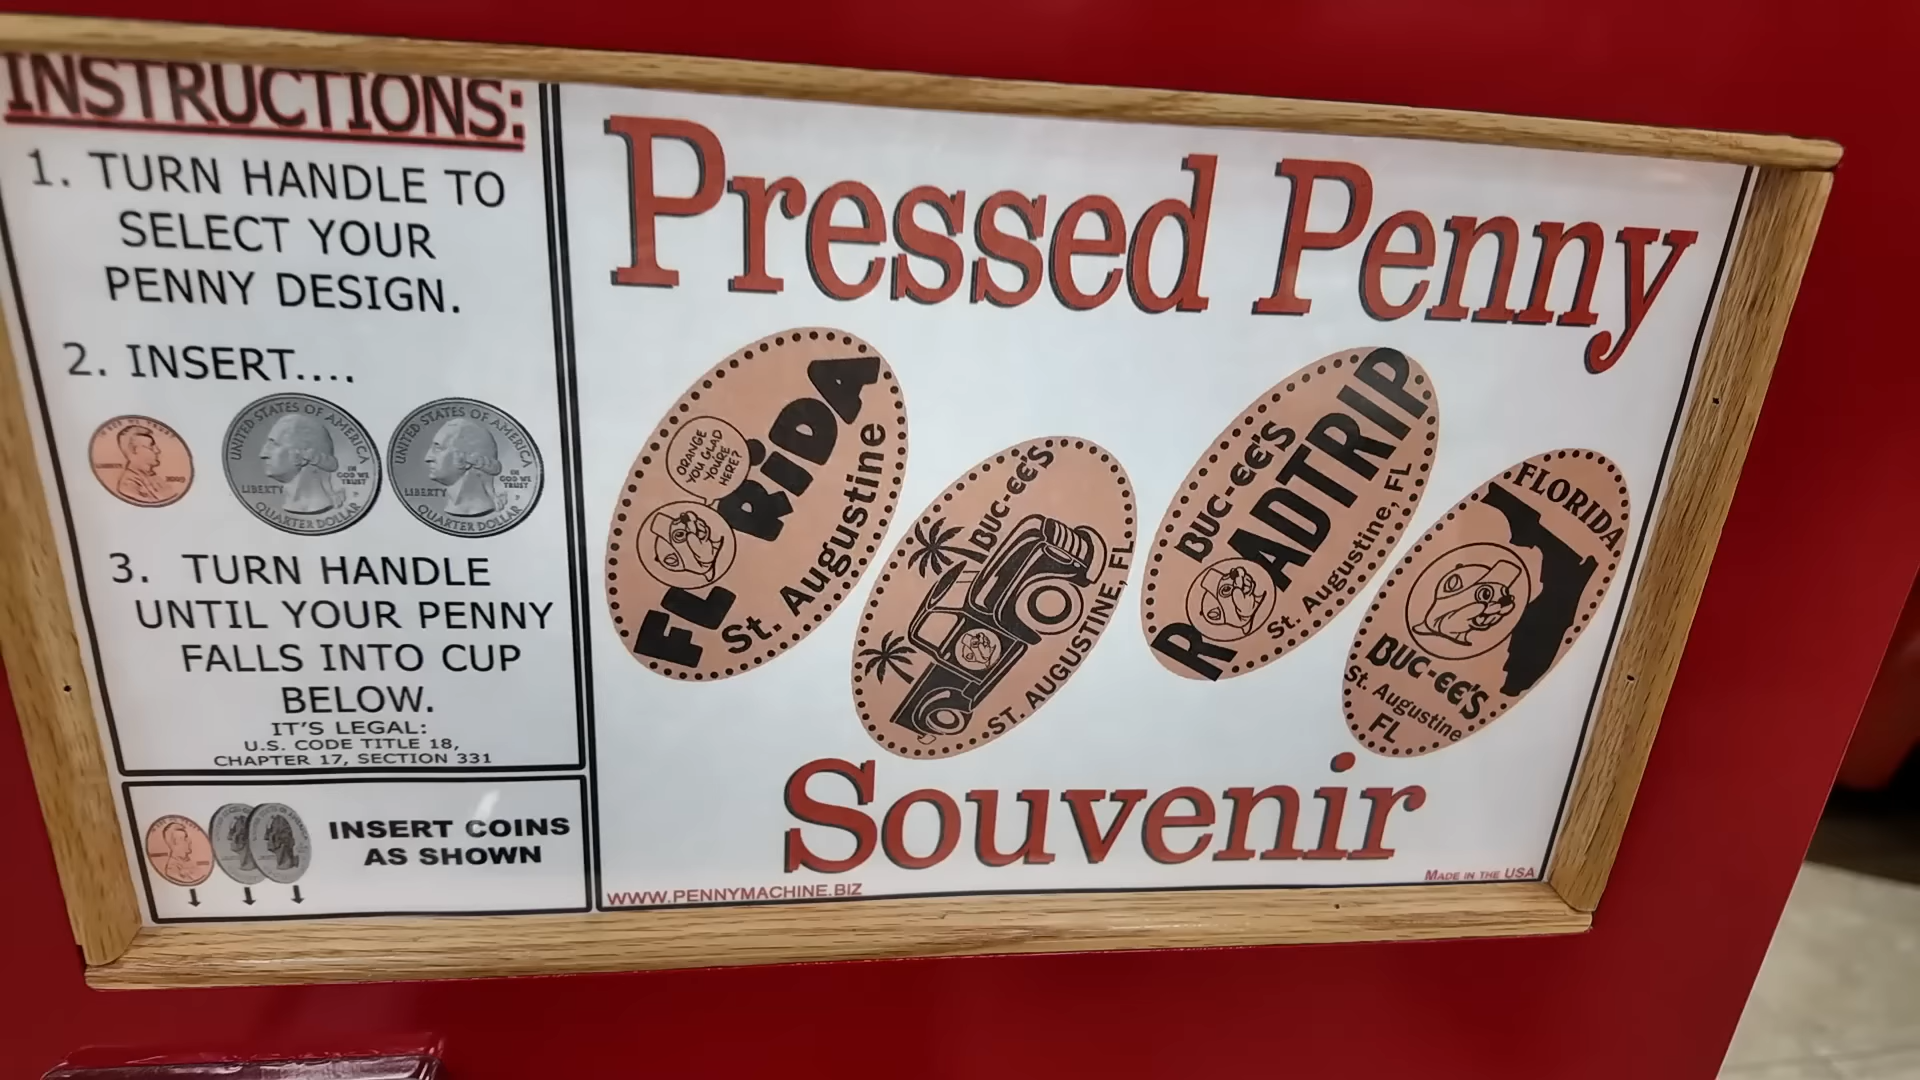 INSTRUCTIONS:
1. TURN HANDLE TO
SELECT YOUR
PENNY DESIGN.
2. INSERT....
UNITED STATES OF AMERICA
LIBERTY
IN
GOD WE
TRUST
QUARTER DOLLAR
UNITED STATES OF AMERICA
LIBERTY
IN
GOD WE
TRUST
QUARTER DOLLAR
3. TURN HANDLE
UNTIL YOUR PENNY
FALLS INTO CUP
BELOW.
IT'S LEGAL:
U.S. CODE TITLE 18,
CHAPTER 17, SECTION 331
INSERT COINS
AS SHOWN
Pressed Penny
ORANGE
YOU GLAD
YOU'RE
HERE?
FL RIDA
St. Augustine
BUC-EE'S
ST. AUGUSTINE, FL.
BUC-EE'S
R ADTRIP
St. Augustine, FL
FLORIDA
BUC-EE'S
St. Augustine
FL
Souvenir
WWW.PENNYMACHINE.BIZ
MADE IN THE USA